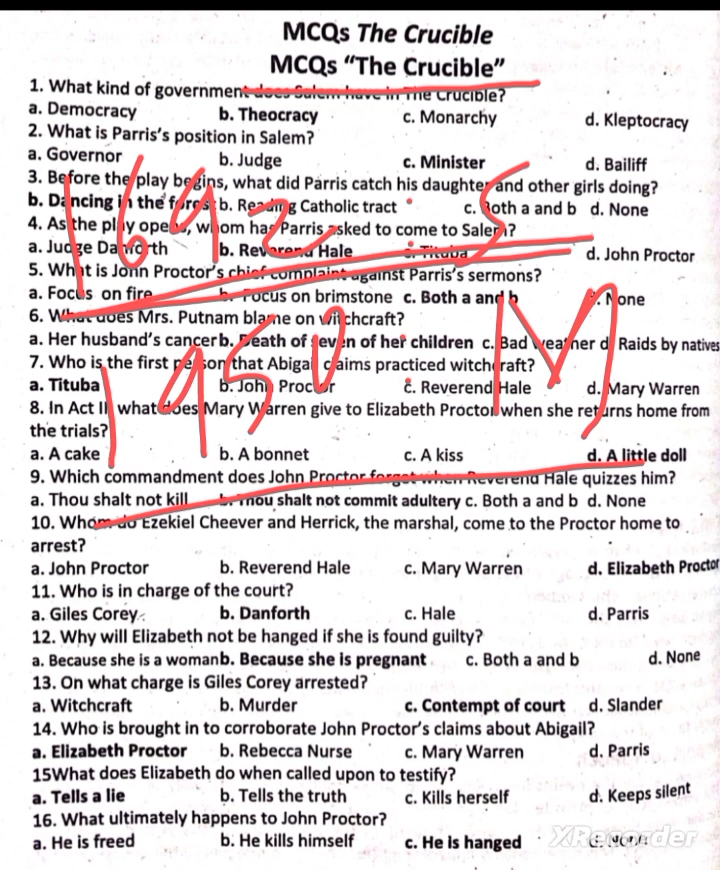 MCQs The Crucible
MCQs “The Crucible”
1. What kind of government does Salem have in The Crucible?
a. Democracy b. Theocracy c. Monarchy d. Kleptocracy
2. What is Parris’s position in Salem?
a. Governor b. Judge c. Minister d. Bailiff
3. Before the play begins, what did Parris catch his daughter and other girls doing?
b. Dancing in the forest b. Reading Catholic tract c. Both a and b d. None
4. As the play opens, whom has Parris asked to come to Salem?
a. Judge Danforth b. Reverend Hale c. Tituba d. John Proctor
5. What is John Proctor’s chief complaint against Parris’s sermons?
a. Focus on fire b. Focus on brimstone c. Both a and b d. None
6. What does Mrs. Putnam blame on witchcraft?
a. Her husband’s cancer b. Death of seven of her children c. Bad weather d. Raids by natives
7. Who is the first person that Abigail claims practiced witchcraft?
a. Tituba b. John Proctor c. Reverend Hale d. Mary Warren
8. In Act II what does Mary Warren give to Elizabeth Proctor when she returns home from
the trials?
a. A cake b. A bonnet c. A kiss d. A little doll
9. Which commandment does John Proctor forget when Reverend Hale quizzes him?
a. Thou shalt not kill b. Thou shalt not commit adultery c. Both a and b d. None
10. Whom do Ezekiel Cheever and Herrick, the marshal, come to the Proctor home to
arrest?
a. John Proctor b. Reverend Hale c. Mary Warren d. Elizabeth Proctor
11. Who is in charge of the court?
a. Giles Corey b. Danforth c. Hale d. Parris
12. Why will Elizabeth not be hanged if she is found guilty?
a. Because she is a woman b. Because she is pregnant c. Both a and b d. None
13. On what charge is Giles Corey arrested?
a. Witchcraft b. Murder c. Contempt of court d. Slander
14. Who is brought in to corroborate John Proctor’s claims about Abigail?
a. Elizabeth Proctor b. Rebecca Nurse c. Mary Warren d. Parris
15What does Elizabeth do when called upon to testify?
a. Tells a lie b. Tells the truth c. Kills herself d. Keeps silent
16. What ultimately happens to John Proctor?
a. He is freed b. He kills himself c. He is hanged d. None
1692 S
1950 M
XRecorder